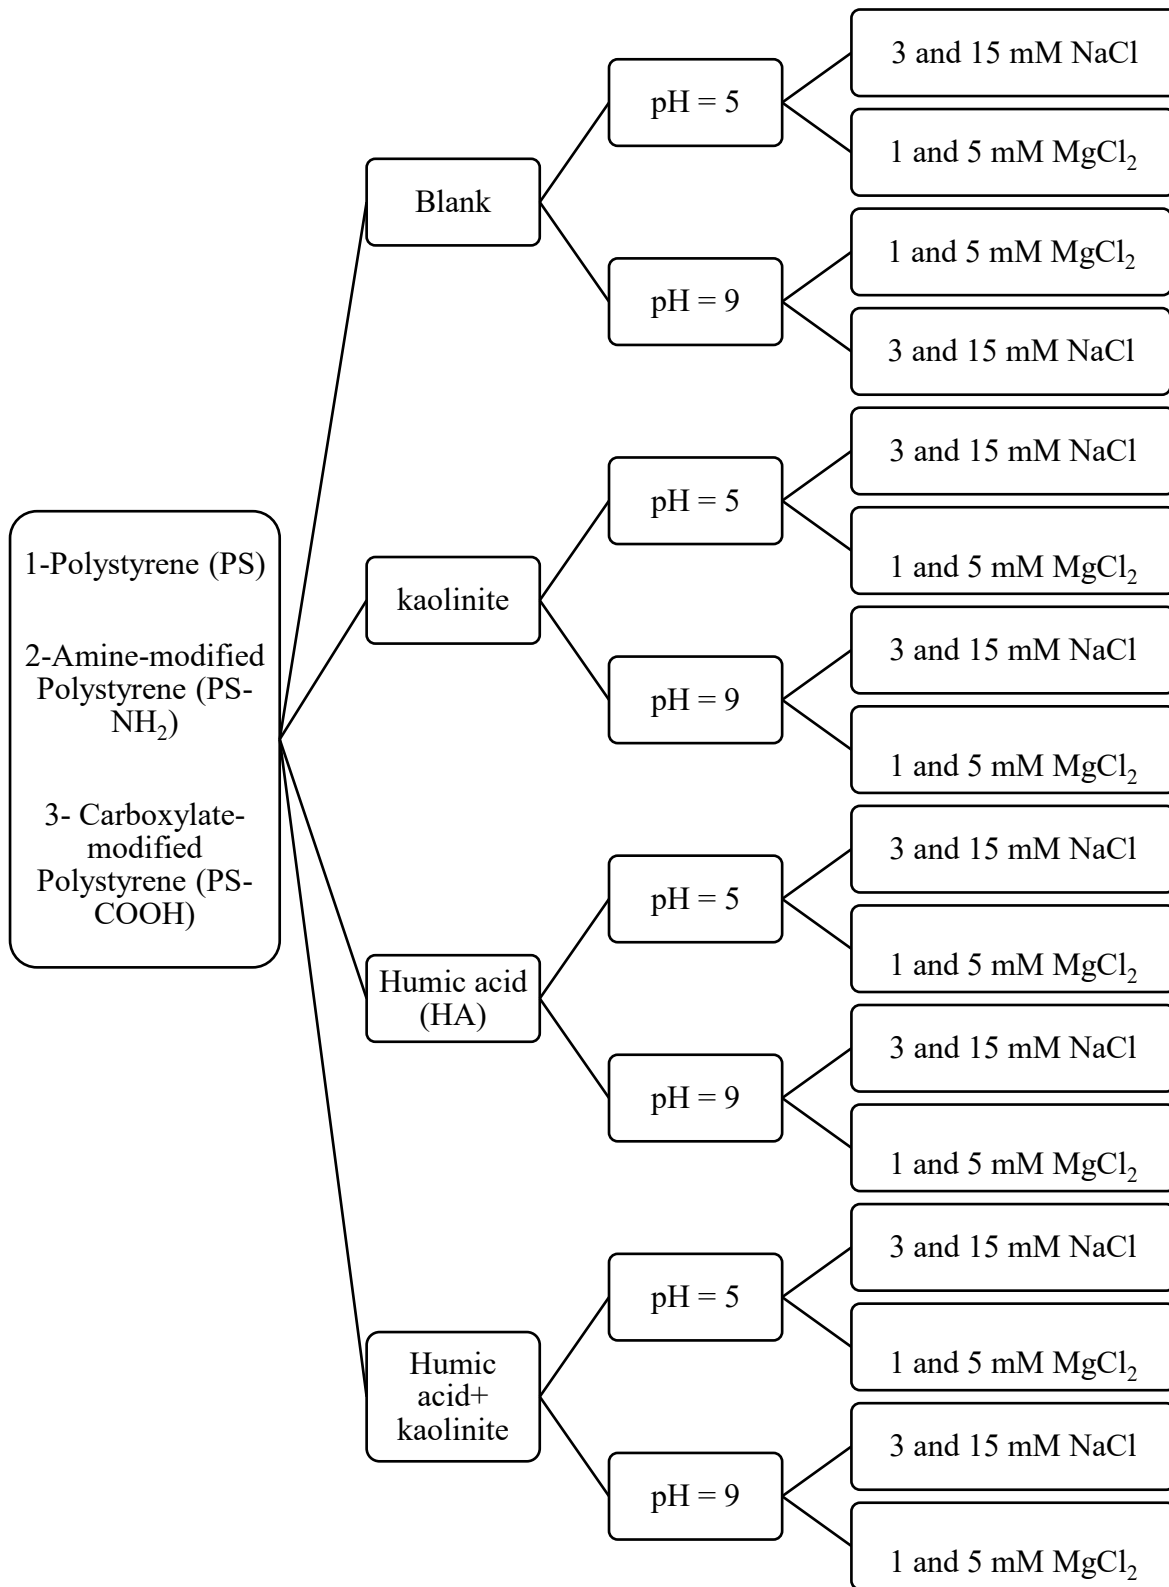 1-Polystyrene (PS)
2-Amine-modified
Polystyrene (PS-
NH₂)
3- Carboxylate-
modified
Polystyrene (PS-
COOH)
Blank
pH = 5
3 and 15 mM NaCl
1 and 5 mM MgCl₂
pH = 9
1 and 5 mM MgCl₂
3 and 15 mM NaCl
kaolinite
pH = 5
3 and 15 mM NaCl
1 and 5 mM MgCl₂
pH = 9
3 and 15 mM NaCl
1 and 5 mM MgCl₂
Humic acid
(HA)
pH = 5
3 and 15 mM NaCl
1 and 5 mM MgCl₂
pH = 9
3 and 15 mM NaCl
1 and 5 mM MgCl₂
Humic
acid+
kaolinite
pH = 5
3 and 15 mM NaCl
1 and 5 mM MgCl₂
pH = 9
3 and 15 mM NaCl
1 and 5 mM MgCl₂